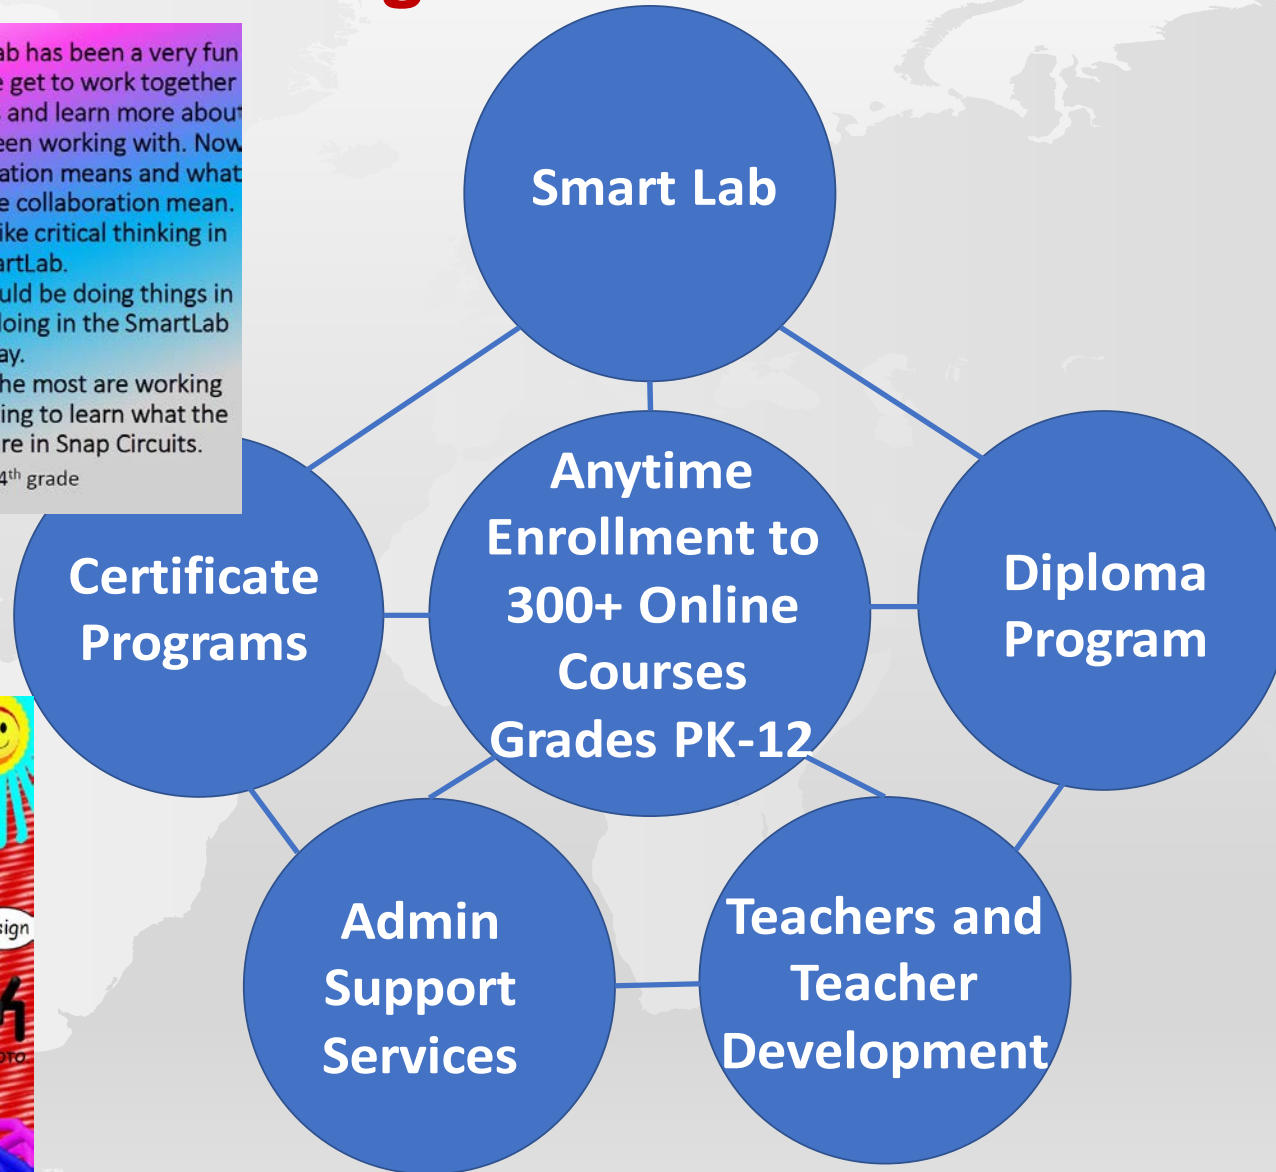 g
ab has been a very fun
e get to work together
s and learn more about
een working with. Now
ation means and what
e collaboration mean.
ike critical thinking in
artLab.
uld be doing things in
doing in the SmartLab
ay.
he most are working
ing to learn what the
re in Snap Circuits.
4th grade
Smart Lab
Anytime
Enrollment to
300+ Online
Courses
Grades PK-12
Certificate
Programs
Diploma
Program
sign
OTO
Admin
Support
Services
Teachers and
Teacher
Development